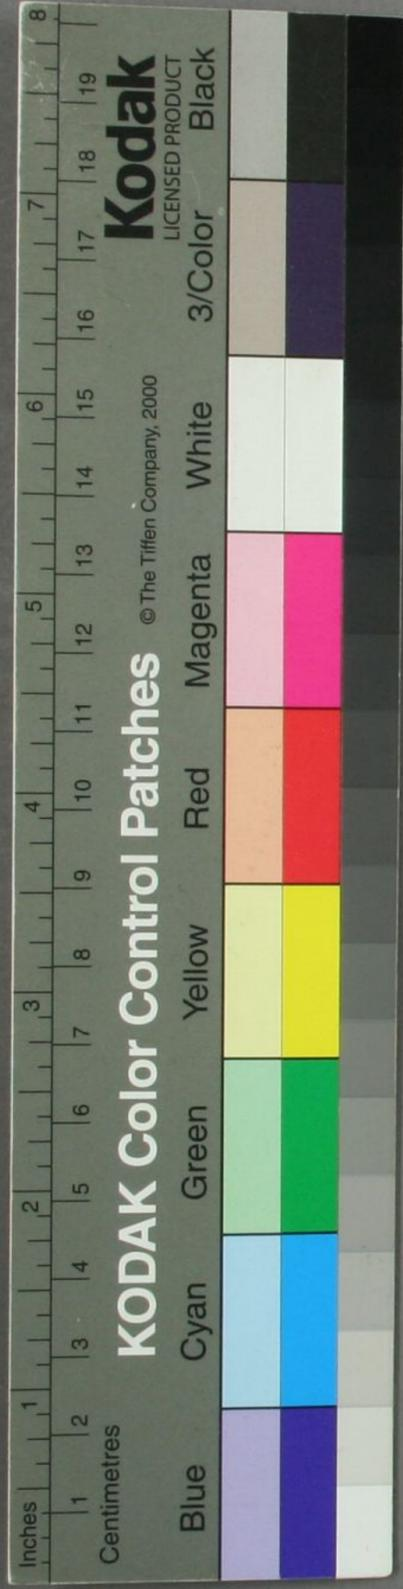 Inches 1 2 3 4 5 6 7 8
1 2 3 4 5 6 7 8 9 10 11 12 13 14 15 16 17 18 19
Centimetres
KODAK Color Control Patches © The Tiffen Company, 2000
Kodak
LICENSED PRODUCT
Blue Cyan Green Yellow Red Magenta White 3/Color Black